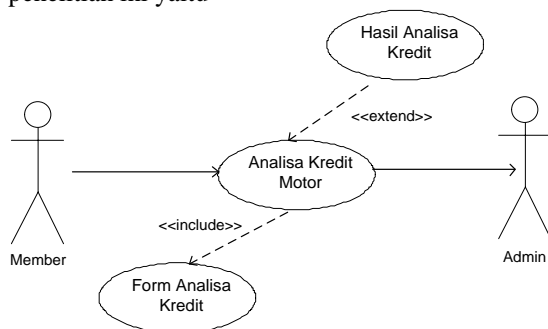 penelitian ini yaitu
Hasil Analisa
Kredit
<<extend>>
Analisa Kredit
Motor
<<include>>
Member
Admin
Form Analisa
Kredit